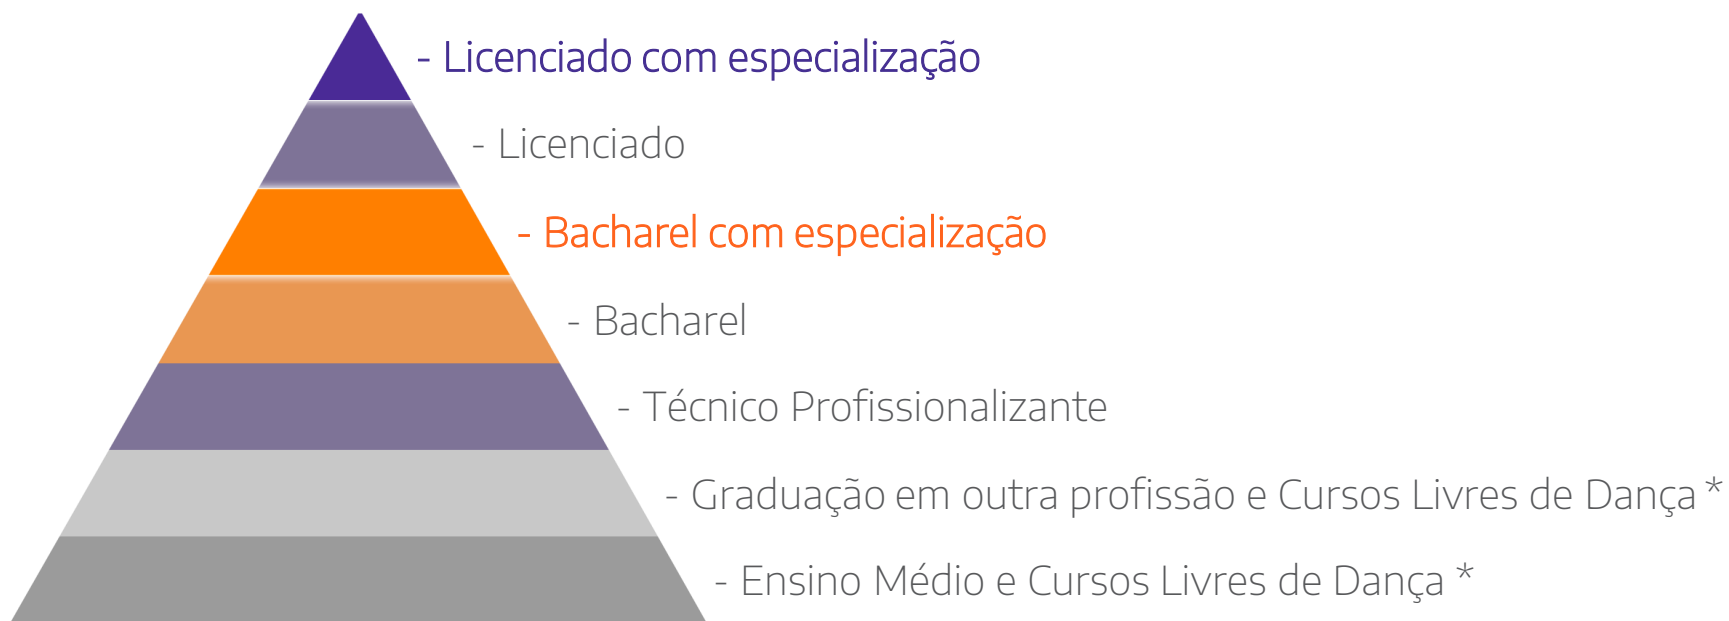 - Licenciado com especialização
- Licenciado
- Bacharel com especialização
- Bacharel
- Técnico Profissionalizante
- Graduação em outra profissão e Cursos Livres de Dança *
- Ensino Médio e Cursos Livres de Dança *